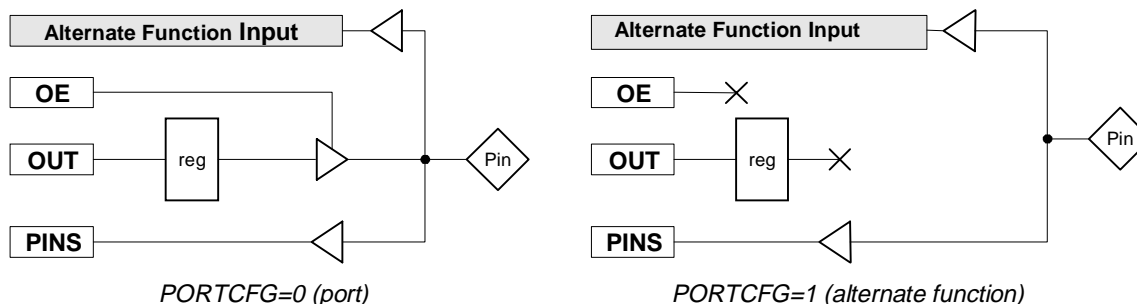 Alternate Function Input
OE
OUT
reg
Pin
PINS
PORTCFG=0 (port)
Alternate Function Input
OE
OUT
reg
Pin
PINS
PORTCFG=1 (alternate function)